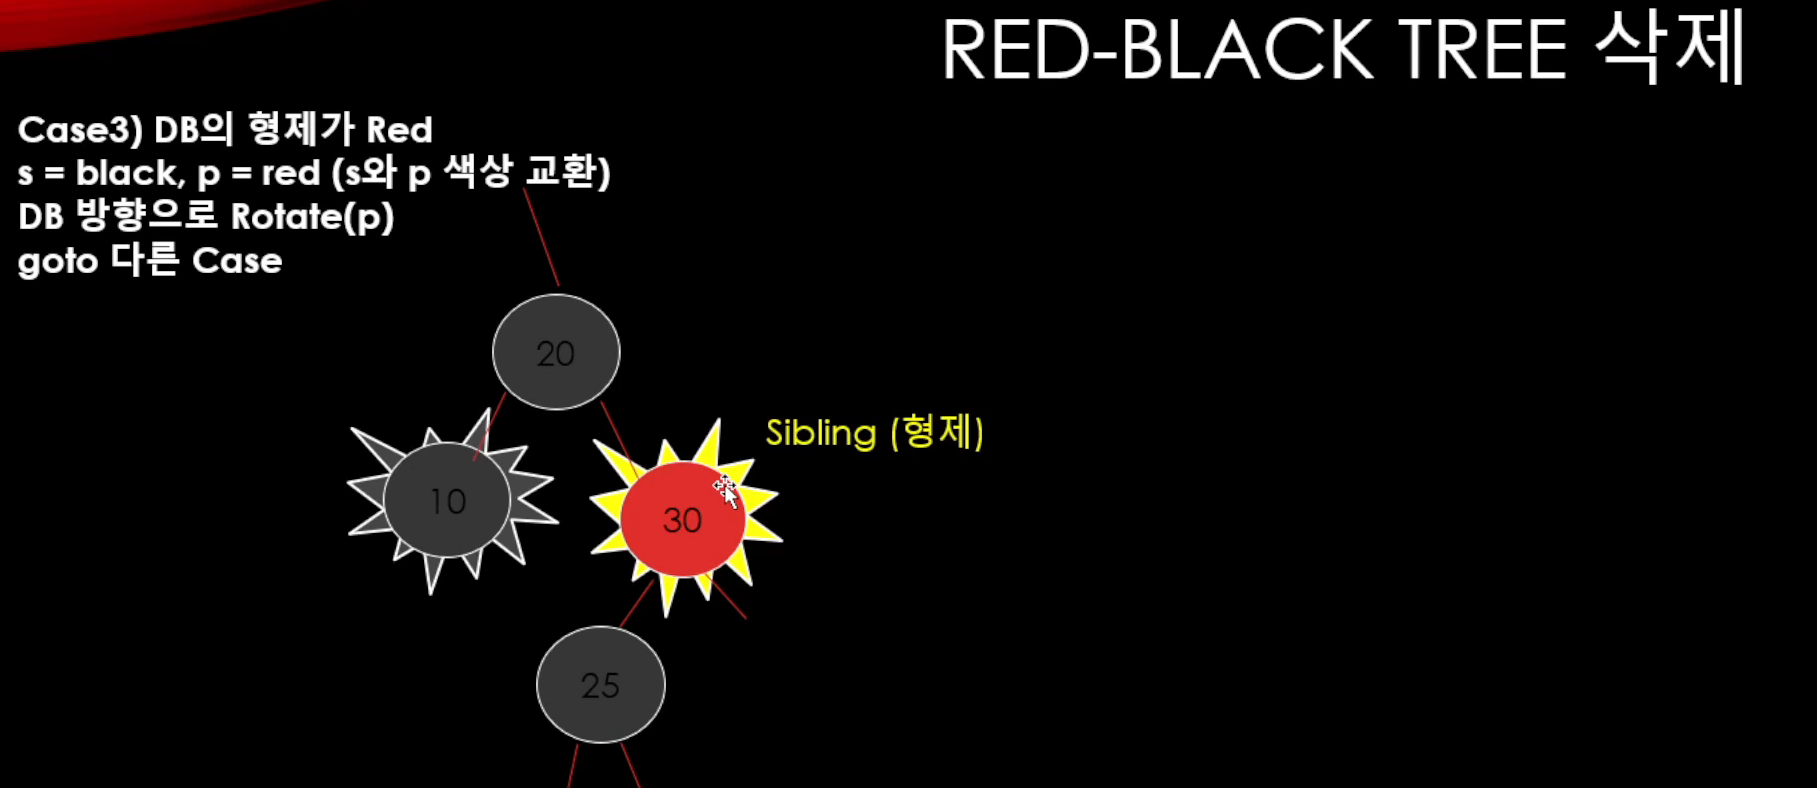 RED-BLACK TREE 삭제
Case3) DB의 형제가 Red
s = black, p = red (s와 p 색상 교환)
DB 방향으로 Rotate(p)
goto 다른 Case
20
Sibling (형제)
10
30
25